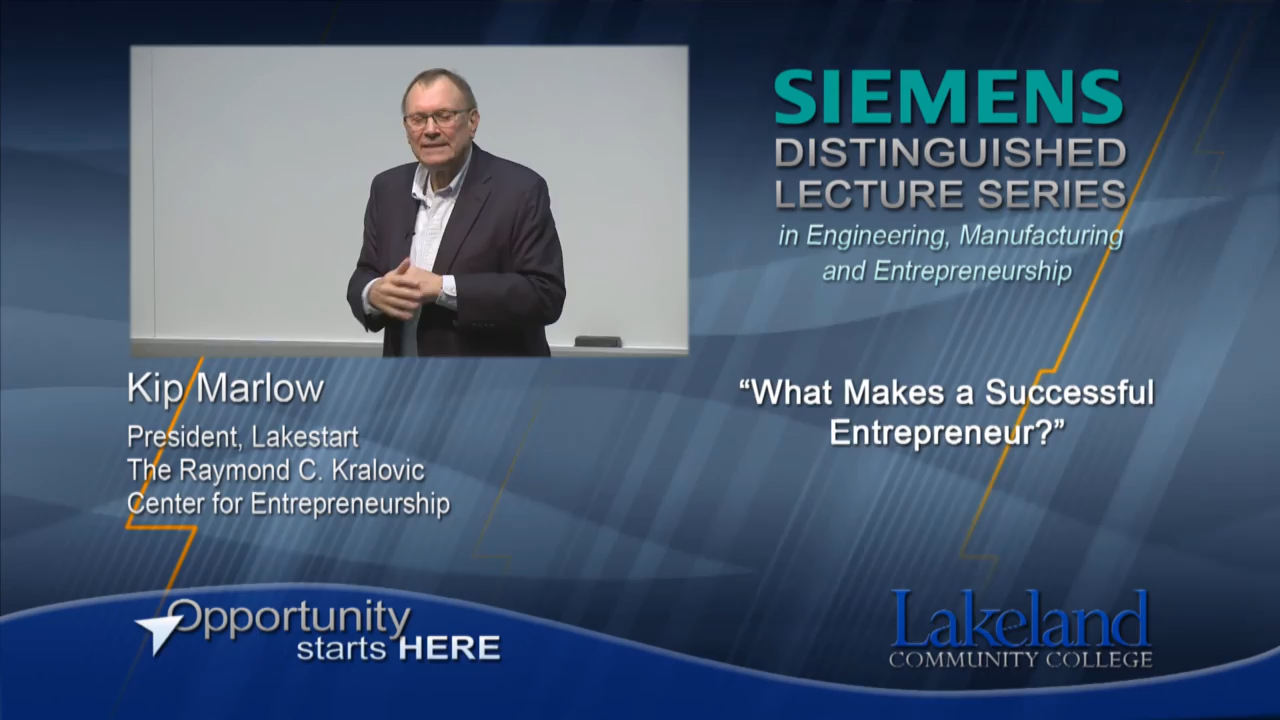 SIEMENS
DISTINGUISHED
LECTURE SERIES
in Engineering, Manufacturing
and Entrepreneurship
Kip Marlow
President, Lakestart
The Raymond C. Kralovic
Center for Entrepreneurship
“What Makes a Successful
Entrepreneur?”
Opportunity
starts HERE
Lakeland
COMMUNITY COLLEGE